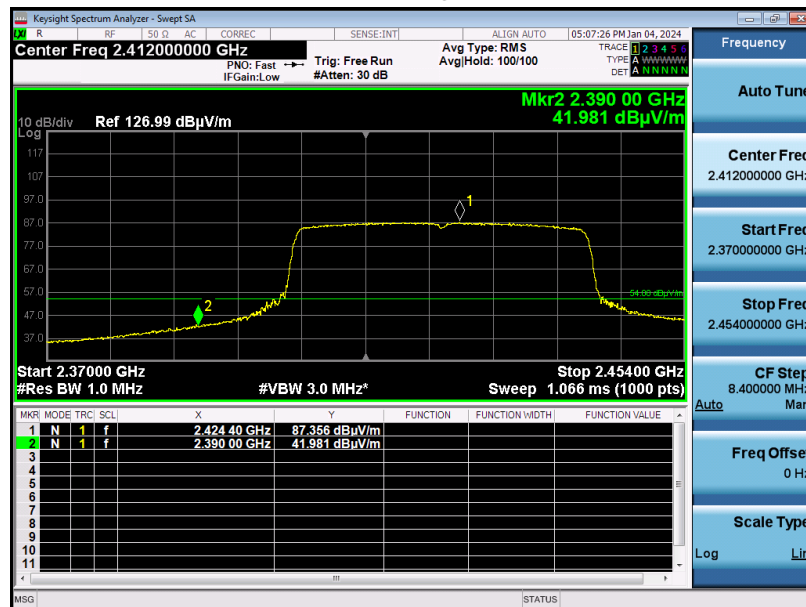 Keysight Spectrum Analyzer - Swept SA
LXI R RF 50 Ω AC CORREC SENSE:INT ALIGN AUTO 05:07:26 PM Jan 04, 2024
Center Freq 2.412000000 GHz
PNO: Fast
IFGain:Low
Trig: Free Run
#Atten: 30 dB
Avg Type: RMS
Avg|Hold: 100/100
TRACE 1 2 3 4 5 6
TYPE A WWWWW
DET A N N N N N
Mkr2 2.390 00 GHz
41.981 dBµV/m
10 dB/div Ref 126.99 dBµV/m
Log
117
107
97.0
87.0
77.0
67.0
57.0
47.0
37.0
1
2
54.00 dBµV/m
Start 2.37000 GHz Stop 2.45400 GHz
#Res BW 1.0 MHz #VBW 3.0 MHz* Sweep 1.066 ms (1000 pts)
MKR MODE TRC SCL X Y FUNCTION FUNCTION WIDTH FUNCTION VALUE
1 N 1 f 2.424 40 GHz 87.356 dBµV/m
2 N 1 f 2.390 00 GHz 41.981 dBµV/m
3
4
5
6
7
8
9
10
11
MSG STATUS
Frequency
Auto Tune
Center Freq
2.412000000 GHz
Start Freq
2.370000000 GHz
Stop Freq
2.454000000 GHz
CF Step
8.400000 MHz
Auto Man
Freq Offset
0 Hz
Scale Type
Log Lin